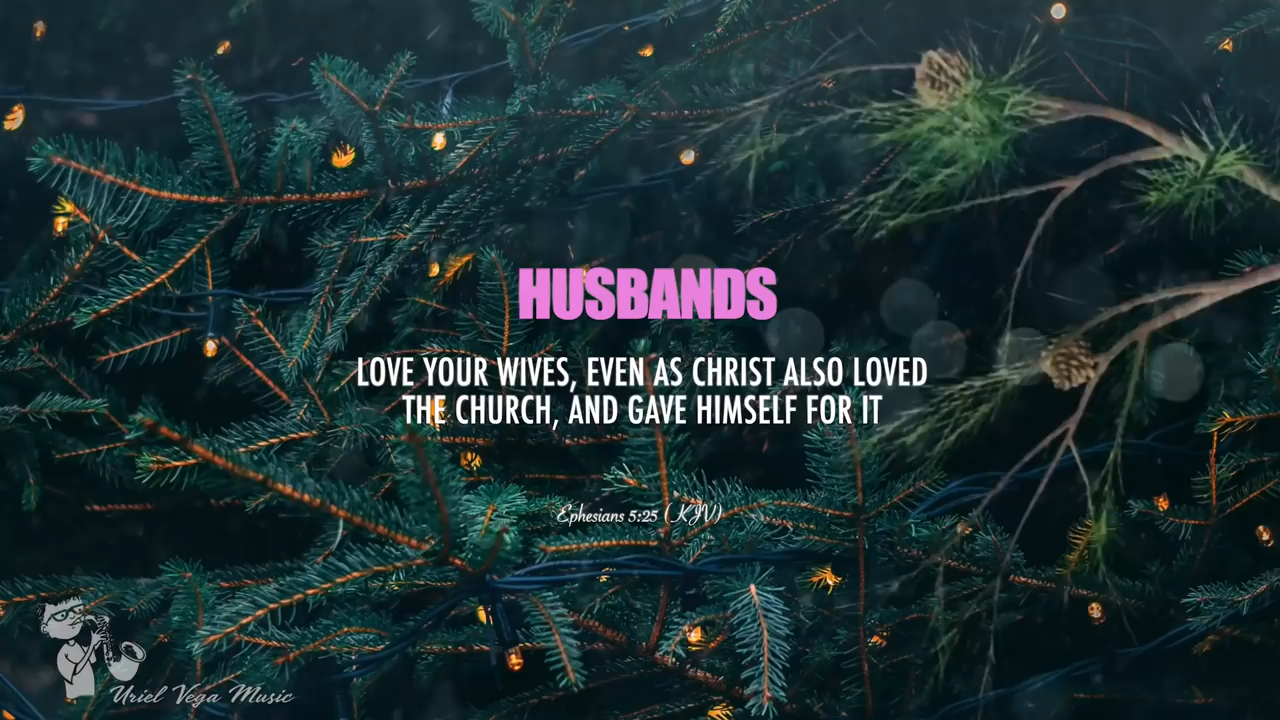 HUSBANDS
LOVE YOUR WIVES, EVEN AS CHRIST ALSO LOVED
THE CHURCH, AND GAVE HIMSELF FOR IT
Ephesians 5:25 (KJV)
Uriel Vega Music